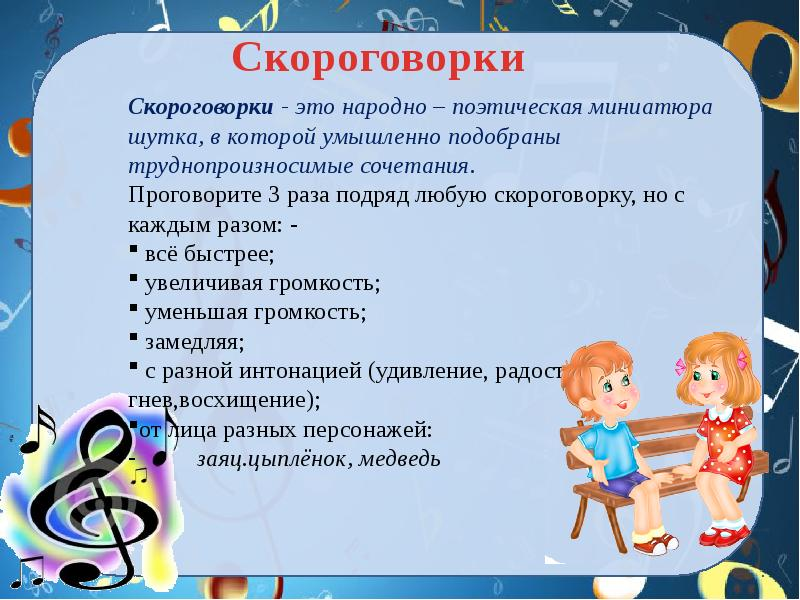 Скороговорки
Скороговорки - это народно – поэтическая миниатюра
шутка, в которой умышленно подобраны
труднопроизносимые сочетания.
Проговорите 3 раза подряд любую скороговорку, но с
каждым разом: -
▪ всё быстрее;
▪ увеличивая громкость;
▪ уменьшая громкость;
▪ замедляя;
▪ с разной интонацией (удивление, радост
гнев,восхищение);
▪от лица разных персонажей:
- заяц.цыплёнок, медведь